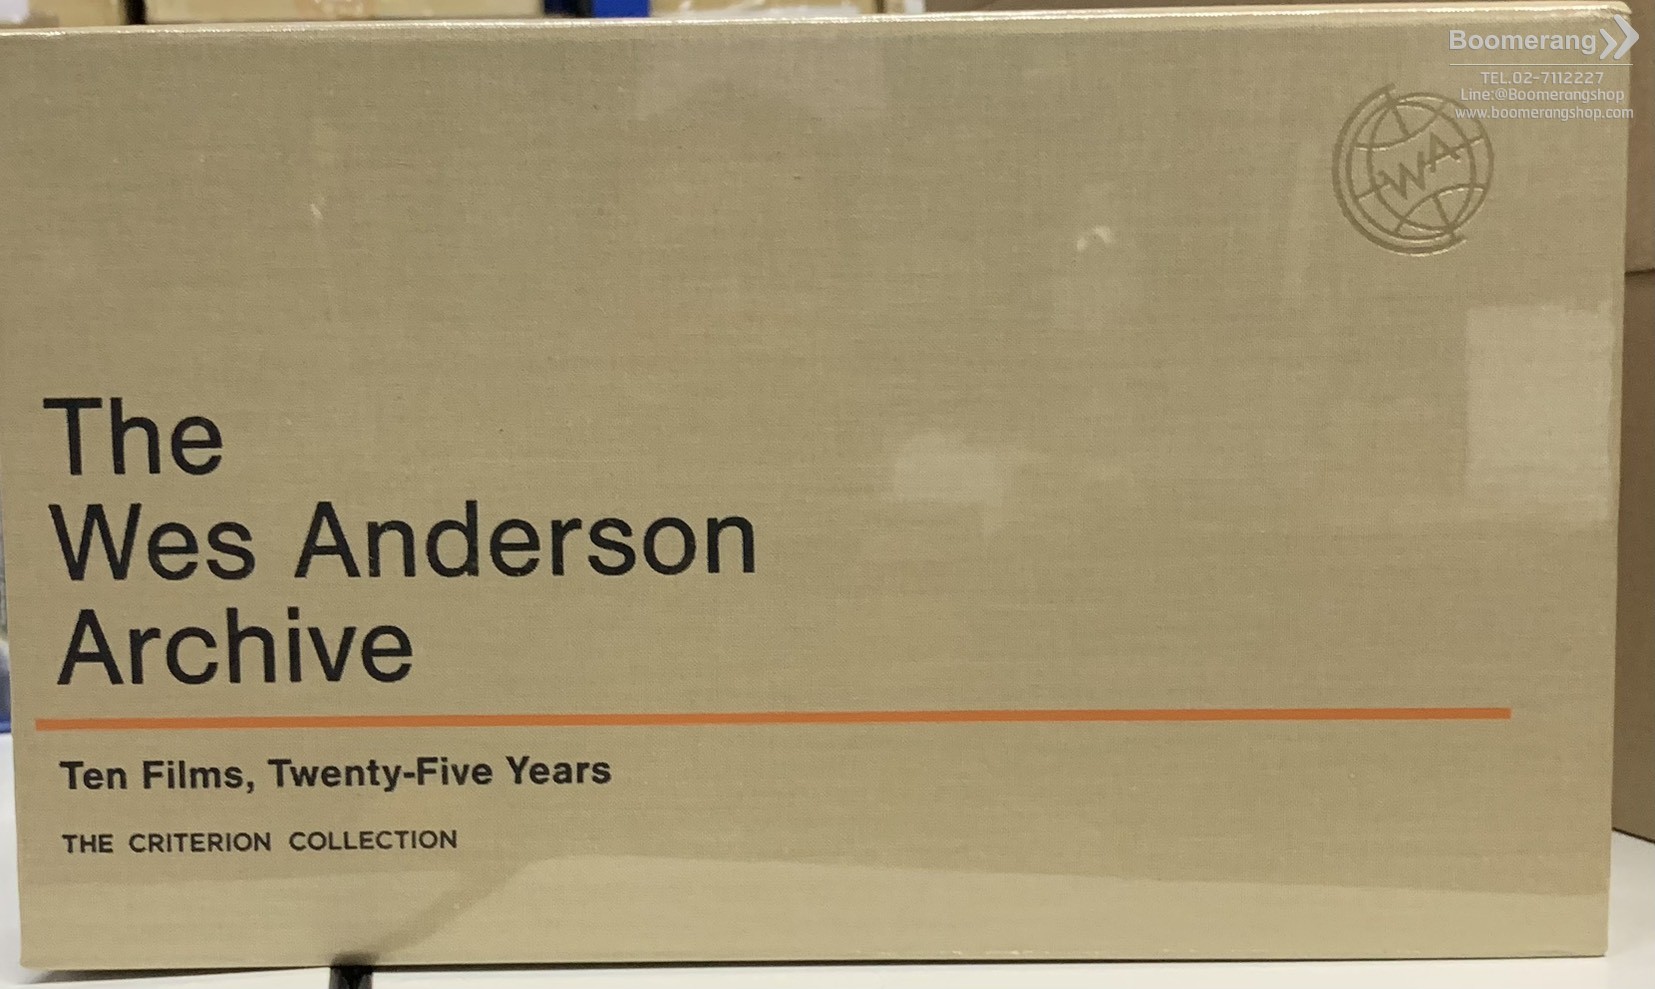 Boomerang
TEL.02-7112227
Line:@Boomerangshop
www.boomerangshop.com
WA
The
Wes Anderson
Archive
Ten Films, Twenty-Five Years
THE CRITERION COLLECTION